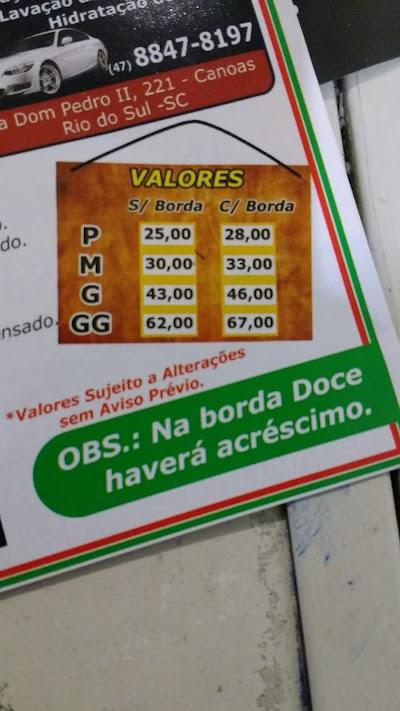 Lavação
Hidratação
(47) 8847-8197
Dom Pedro II, 221 - Canoas
Rio do Sul -SC
VALORES
S/ Borda C/ Borda
P 25,00 28,00
M 30,00 33,00
G 43,00 46,00
GG 62,00 67,00
*Valores Sujeito a Alterações
sem Aviso Prévio.
OBS.: Na borda Doce
haverá acréscimo.